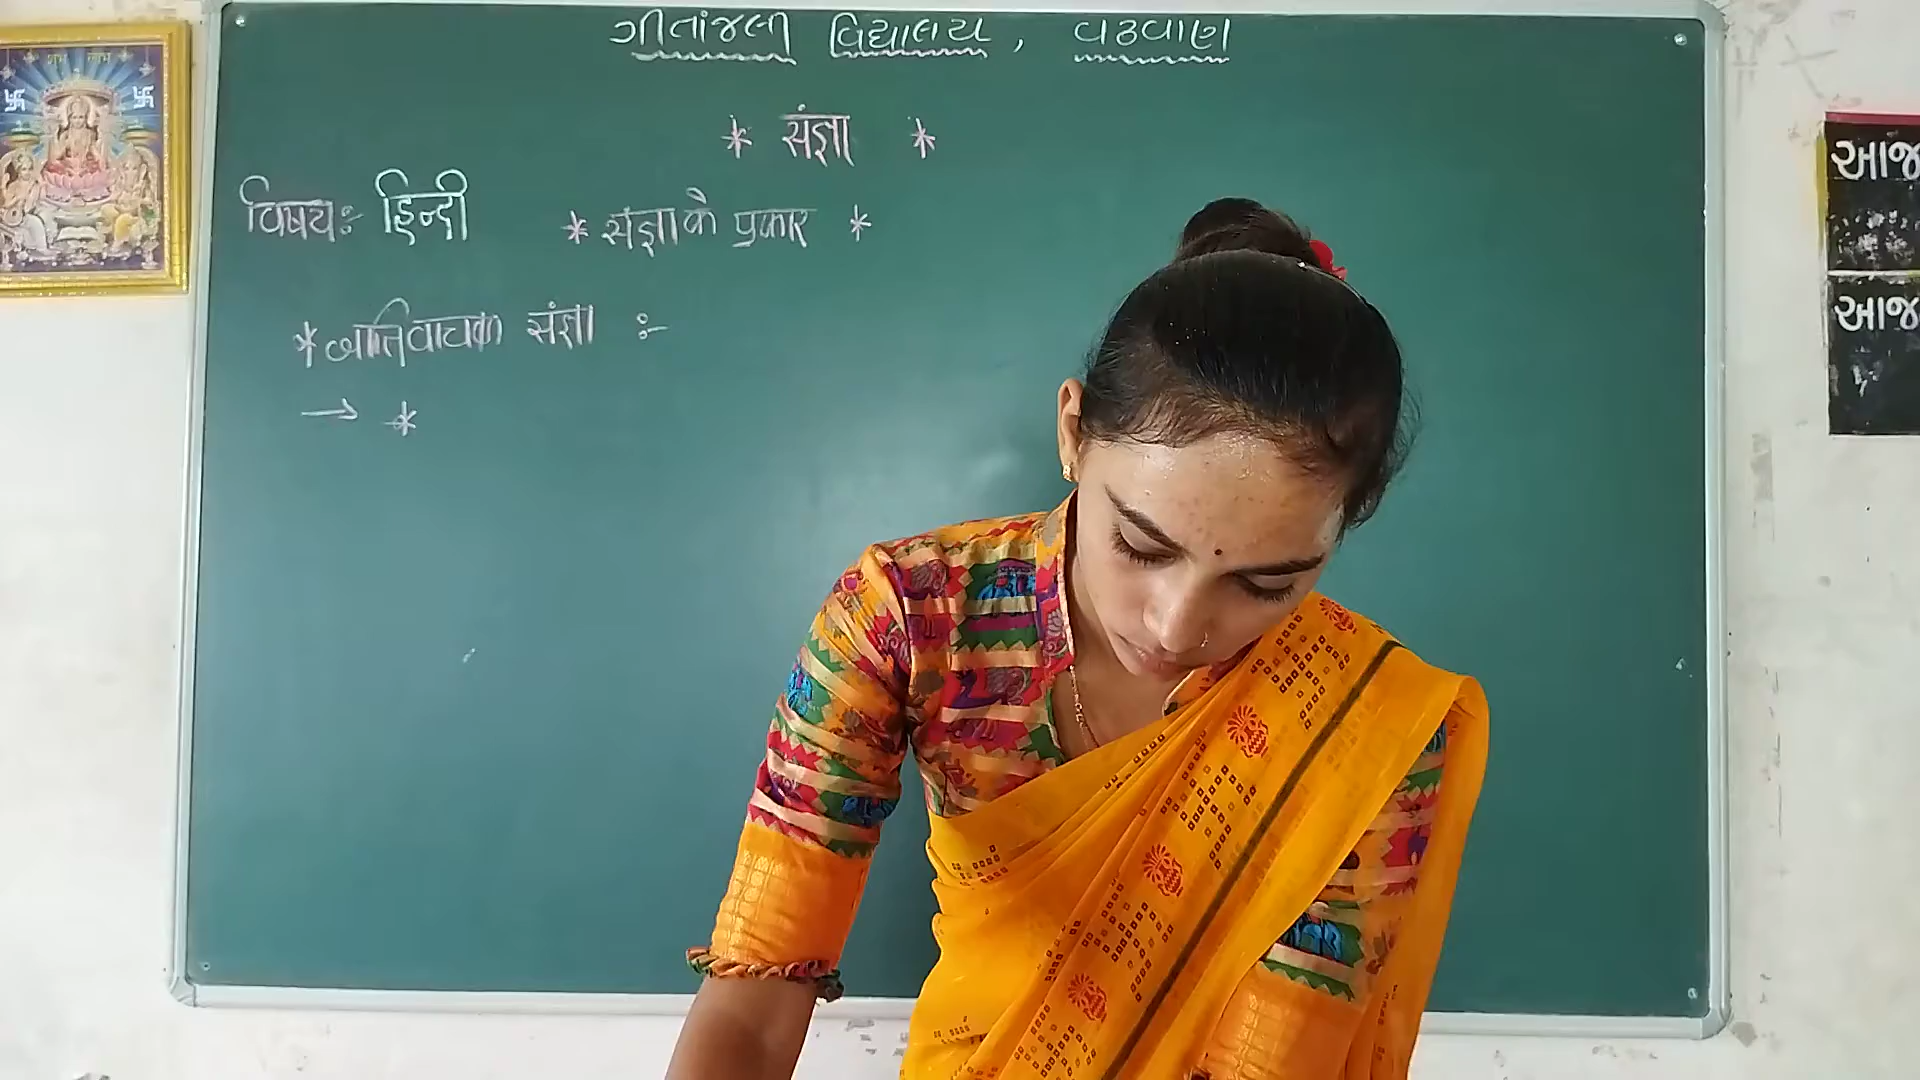 ગીતાંજલી વિદ્યાલય, વઢવાણ
* संज्ञा *
विषय:- हिन्दी
* संज्ञा के प्रकार *
* जातिवाचक संज्ञा :-
→ *
આજ
આજ
શુભ લાભ